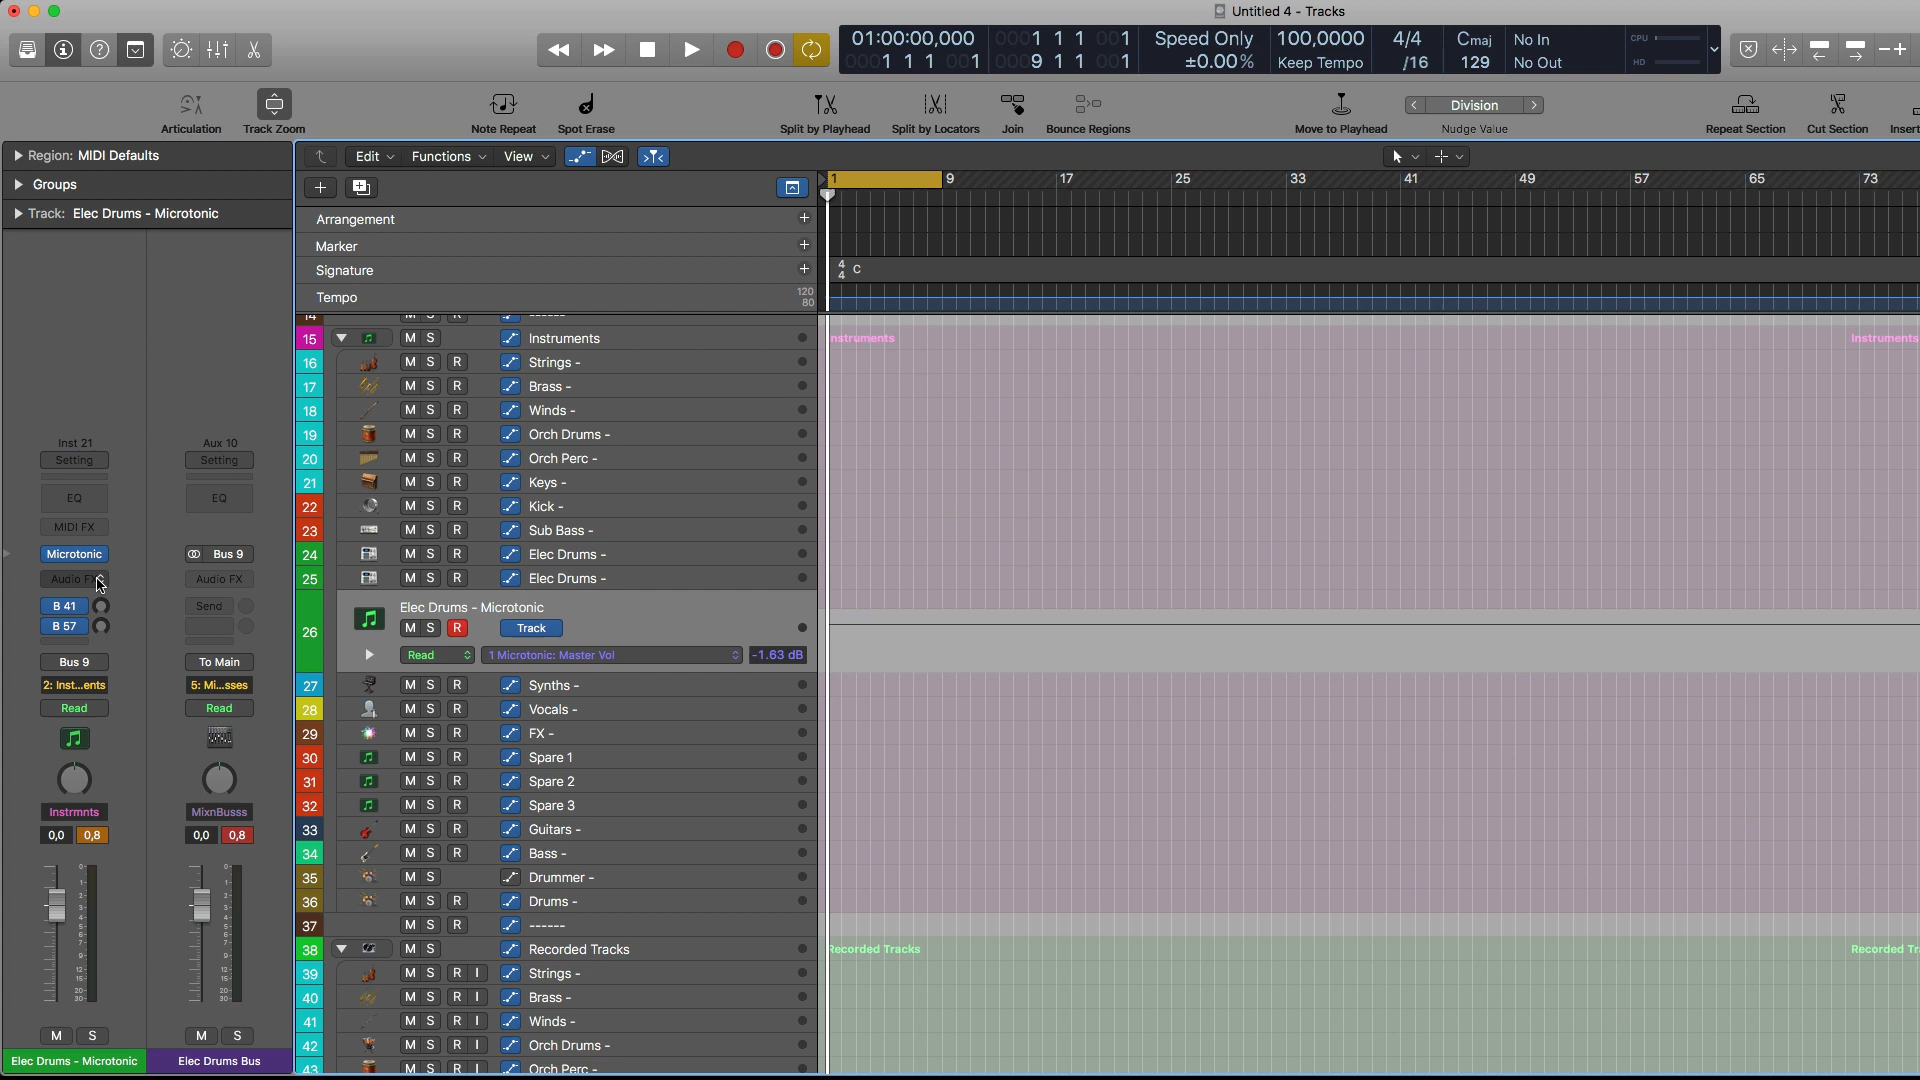 Untitled 4 - Tracks
01:00:00,000
0001 1 1 001
0001 1 1 001
0009 1 1 001
Speed Only
±0.00%
100,0000
Keep Tempo
4/4
/16
Cmaj
129
No In
No Out
CPU
HD
Articulation
Track Zoom
Note Repeat
Spot Erase
Split by Playhead
Split by Locators
Join
Bounce Regions
Move to Playhead
Division
Nudge Value
Repeat Section
Cut Section
Insert
Region: MIDI Defaults
Groups
Track: Elec Drums - Microtonic
Edit
Functions
View
1 9 17 25 33 41 49 57 65 73
Arrangement
Marker
Signature
4
4
C
Tempo
120
80
14 M R ------
15 M S Instruments
nstruments
Instruments
16 M S R Strings -
17 M S R Brass -
18 M S R Winds -
19 M S R Orch Drums -
20 M S R Orch Perc -
21 M S R Keys -
22 M S R Kick -
23 M S R Sub Bass -
24 M S R Elec Drums -
25 M S R Elec Drums -
Elec Drums - Microtonic
26 M S R Track
Read 1 Microtonic: Master Vol -1.63 dB
27 M S R Synths -
28 M S R Vocals -
29 M S R FX -
30 M S R Spare 1
31 M S R Spare 2
32 M S R Spare 3
33 M S R Guitars -
34 M S R Bass -
35 M S Drummer -
36 M S R Drums -
37 M S R ------
38 M S Recorded Tracks
Recorded Tracks
Recorded Tr
39 M S R I Strings -
40 M S R I Brass -
41 M S R I Winds -
42 M S R I Orch Drums -
43 M S R I Orch Perc -
Inst 21
Setting
EQ
MIDI FX
Microtonic
Audio FX
B 41
B 57
Bus 9
2: Inst...ents
Read
Instrmnts
0,0 0,8
M S
Elec Drums - Microtonic
Aux 10
Setting
EQ
Bus 9
Audio FX
Send
To Main
5: Mi...sses
Read
MixnBusss
0,0 0,8
M S
Elec Drums Bus